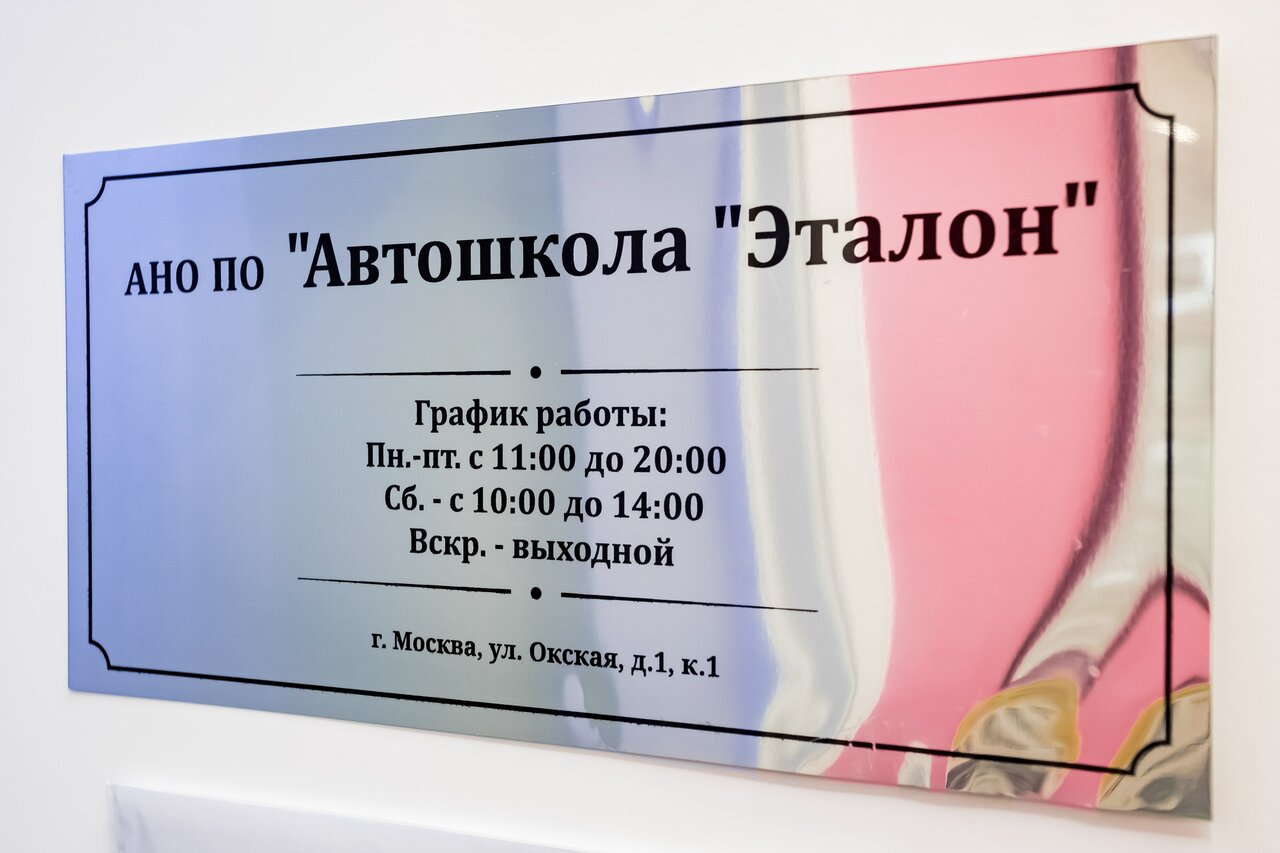 АНО ПО "Автошкола "Эталон"
График работы:
Пн.-пт. с 11:00 до 20:00
Сб. - с 10:00 до 14:00
Вскр. - выходной
г. Москва, ул. Окская, д.1, к.1